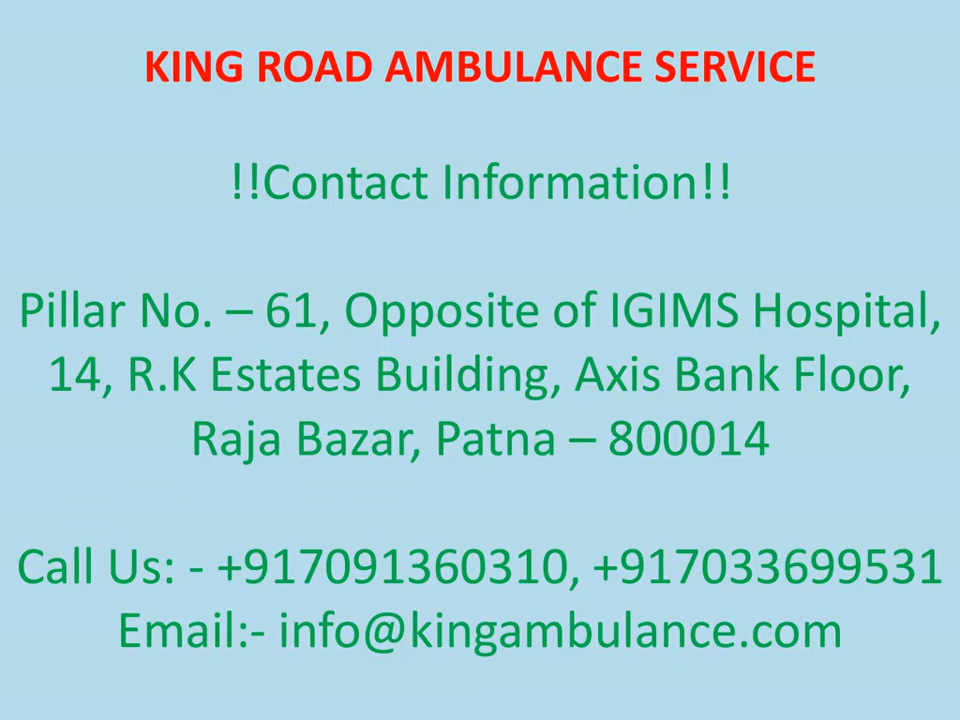 KING ROAD AMBULANCE SERVICE
!!Contact Information!!
Pillar No. – 61, Opposite of IGIMS Hospital,
14, R.K Estates Building, Axis Bank Floor,
Raja Bazar, Patna – 800014
Call Us: - +917091360310, +917033699531
Email:- info@kingambulance.com